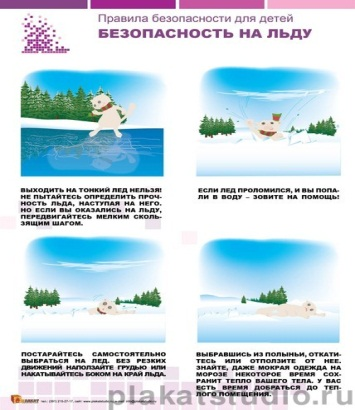 Правила безопасности для детей
БЕЗОПАСНОСТЬ НА ЛЬДУ
ВЫХОДИТЬ НА ТОНКИЙ ЛЕД НЕЛЬЗЯ!
НЕ ПЫТАЙТЕСЬ ОПРЕДЕЛИТЬ ПРОЧ-
НОСТЬ ЛЬДА, НАСТУПАЯ НА НЕГО.
НО ЕСЛИ ВЫ ОКАЗАЛИСЬ НА ЛЬДУ,
ПЕРЕДВИГАЙТЕСЬ МЕЛКИМ СКОЛЬ-
ЗЯЩИМ ШАГОМ.
ЕСЛИ ЛЕД ПРОЛОМИЛСЯ, И ВЫ ПОПА-
ЛИ В ВОДУ – ЗОВИТЕ НА ПОМОЩЬ!
ПОСТАРАЙТЕСЬ САМОСТОЯТЕЛЬНО
ВЫБРАТЬСЯ НА ЛЕД. БЕЗ РЕЗКИХ
ДВИЖЕНИЙ НАПОЛЗАЙТЕ ГРУДЬЮ ИЛИ
НАКАТЫВАЙТЕСЬ БОКОМ НА КРАЙ ЛЬДА.
ВЫБРАВШИСЬ ИЗ ПОЛЫНЬИ, ОТКАТИ-
ТЕСЬ ИЛИ ОТПОЛЗИТЕ ОТ НЕЕ.
ЗНАЙТЕ, ДАЖЕ МОКРАЯ ОДЕЖДА НА
МОРОЗЕ НЕКОТОРОЕ ВРЕМЯ СОХ-
РАНИТ ТЕПЛО ВАШЕГО ТЕЛА. У ВАС
ЕСТЬ ВРЕМЯ ДОБРАТЬСЯ ДО ТЕП-
ЛОГО ПОМЕЩЕНИЯ.
plakatstudio.ru